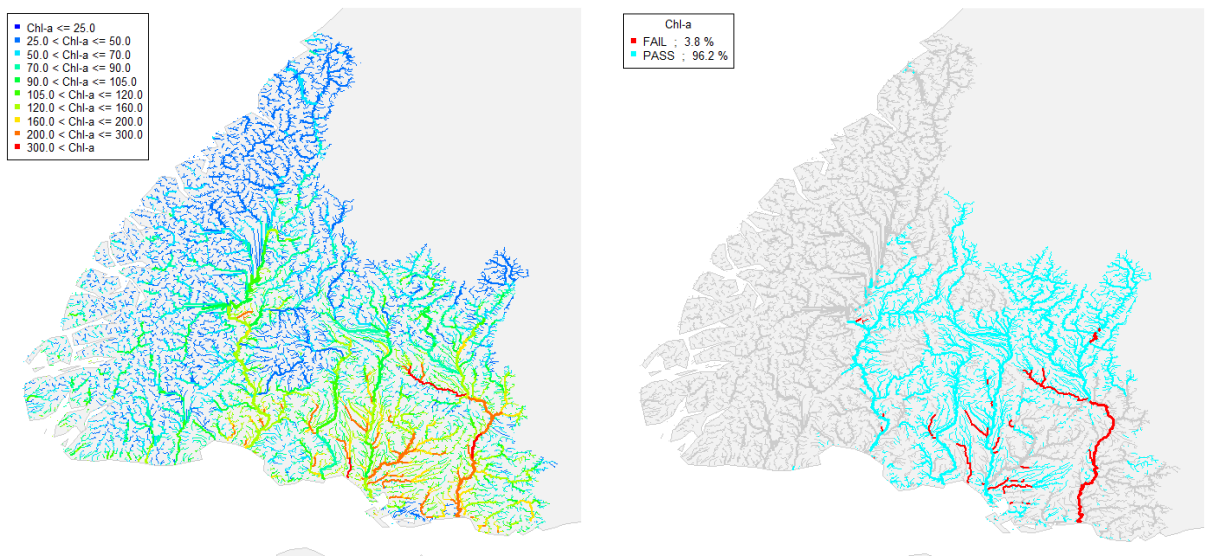 Chl-a <= 25.0
25.0 < Chl-a <= 50.0
50.0 < Chl-a <= 70.0
70.0 < Chl-a <= 90.0
90.0 < Chl-a <= 105.0
105.0 < Chl-a <= 120.0
120.0 < Chl-a <= 160.0
160.0 < Chl-a <= 200.0
200.0 < Chl-a <= 300.0
300.0 < Chl-a
Chl-a
FAIL ; 3.8 %
PASS ; 96.2 %